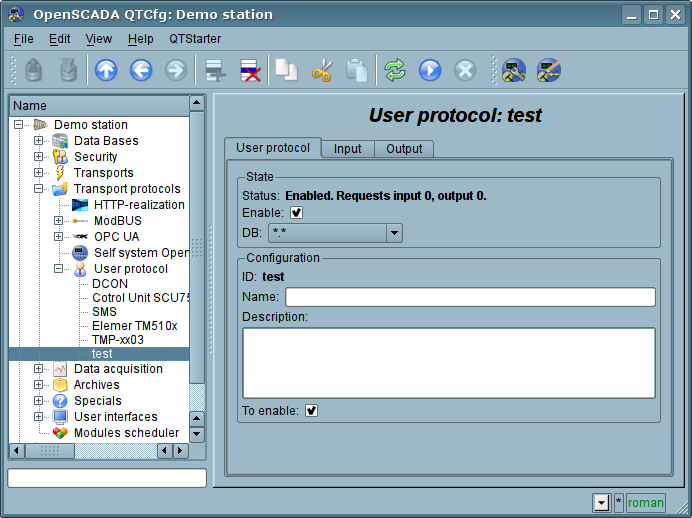 OpenSCADA QTCfg: Demo station
File Edit View Help QTStarter
Name
Demo station
Data Bases
Security
Transports
Transport protocols
HTTP-realization
ModBUS
OPC UA
Self system Open
User protocol
DCON
Cotrol Unit SCU75
SMS
Elemer TM510x
TMP-xx03
test
Data acquisition
Archives
Specials
User interfaces
Modules scheduler
User protocol: test
User protocol Input Output
State
Status: Enabled. Requests input 0, output 0.
Enable:
DB: *.*
Configuration
ID: test
Name:
Description:
To enable:
* roman